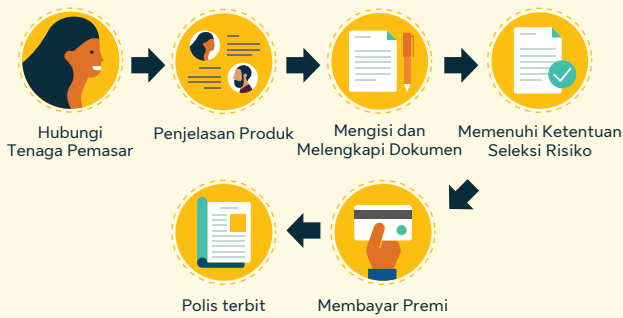 Hubungi
Tenaga Pemasar
Penjelasan Produk
Mengisi dan
Melengkapi Dokumen
Memenuhi Ketentuan
Seleksi Risiko
Membayar Premi
Polis terbit